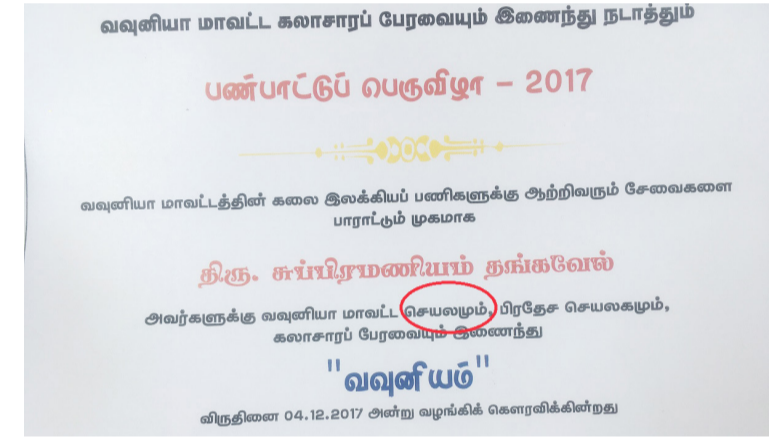 வவுனியா மாவட்ட கலாசாரப் பேரவையும் இணைந்து நடாத்தும்
பண்பாட்டுப் பெருவிழா – 2017
வவுனியா மாவட்டத்தின் கலை இலக்கியப் பணிகளுக்கு ஆற்றிவரும் சேவைகளை
பாராட்டும் முகமாக
திரு. சுப்பிரமணியம் தங்கவேல்
அவர்களுக்கு வவுனியா மாவட்ட செயலமும், பிரதேச செயலகமும்,
கலாசாரப் பேரவையும் இணைந்து
"வவுனியம்"
விருதினை 04.12.2017 அன்று வழங்கிக் கௌரவிக்கின்றது